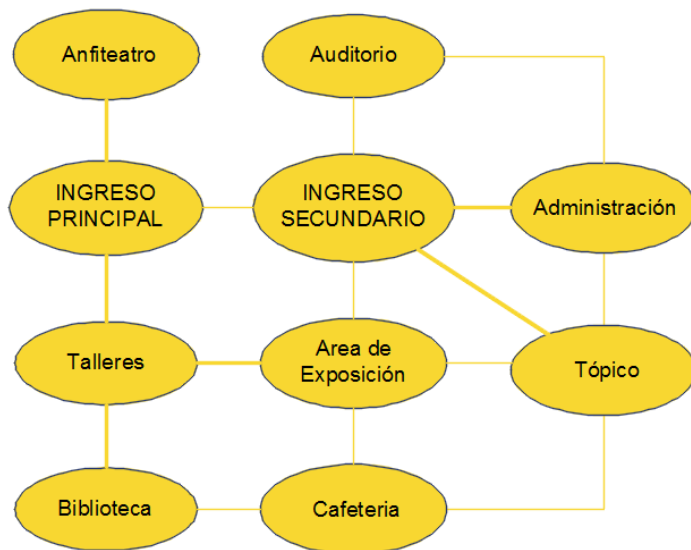 Anfiteatro
Auditorio
INGRESO
PRINCIPAL
INGRESO
SECUNDARIO
Administración
Talleres
Area de
Exposición
Tópico
Biblioteca
Cafeteria